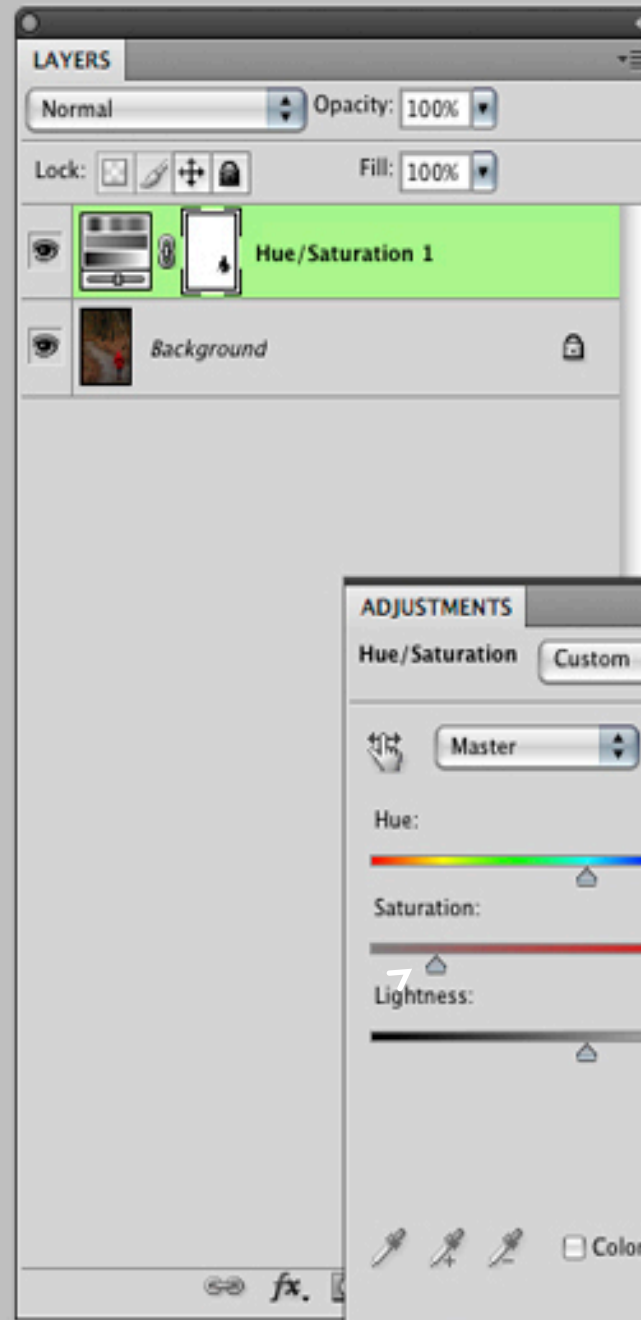 LAYERS
Normal Opacity: 100%
Lock: Fill: 100%
Hue/Saturation 1
Background
ADJUSTMENTS
Hue/Saturation Custom
Master
Hue:
Saturation:
Lightness:
fx. Color